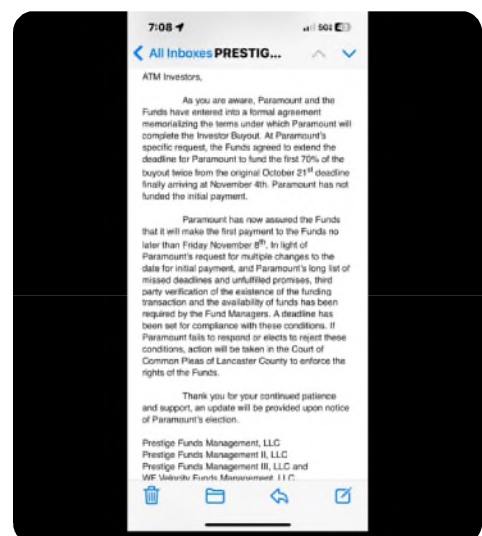 7:08
5G
All Inboxes PRESTIG...
ATM Investors,
As you are aware, Paramount and the
Funds have entered into a formal agreement
memorializing the terms under which Paramount will
complete the Investor Buyout. At Paramount's
specific request, the Funds agreed to extend the
deadline for Paramount to fund the first 70% of the
buyout twice from the original October 21st deadline
finally arriving at November 4th. Paramount has not
funded the initial payment.
Paramount has now assured the Funds
that it will make the first payment to the Funds no
later than Friday November 8th. In light of
Paramount's request for multiple changes to the
date for initial payment, and Paramount's long list of
missed deadlines and unfulfilled promises, third
party verification of the existence of the funding
transaction and the availability of funds has been
required by the Fund Managers. A deadline has
been set for compliance with these conditions. If
Paramount fails to respond or elects to reject these
conditions, action will be taken in the Court of
Common Pleas of Lancaster County to enforce the
rights of the Funds.
Thank you for your continued patience
and support, an update will be provided upon notice
of Paramount's election.
Prestige Funds Management, LLC
Prestige Funds Management II, LLC
Prestige Funds Management III, LLC and
WF Velocity Funds Management, LLC